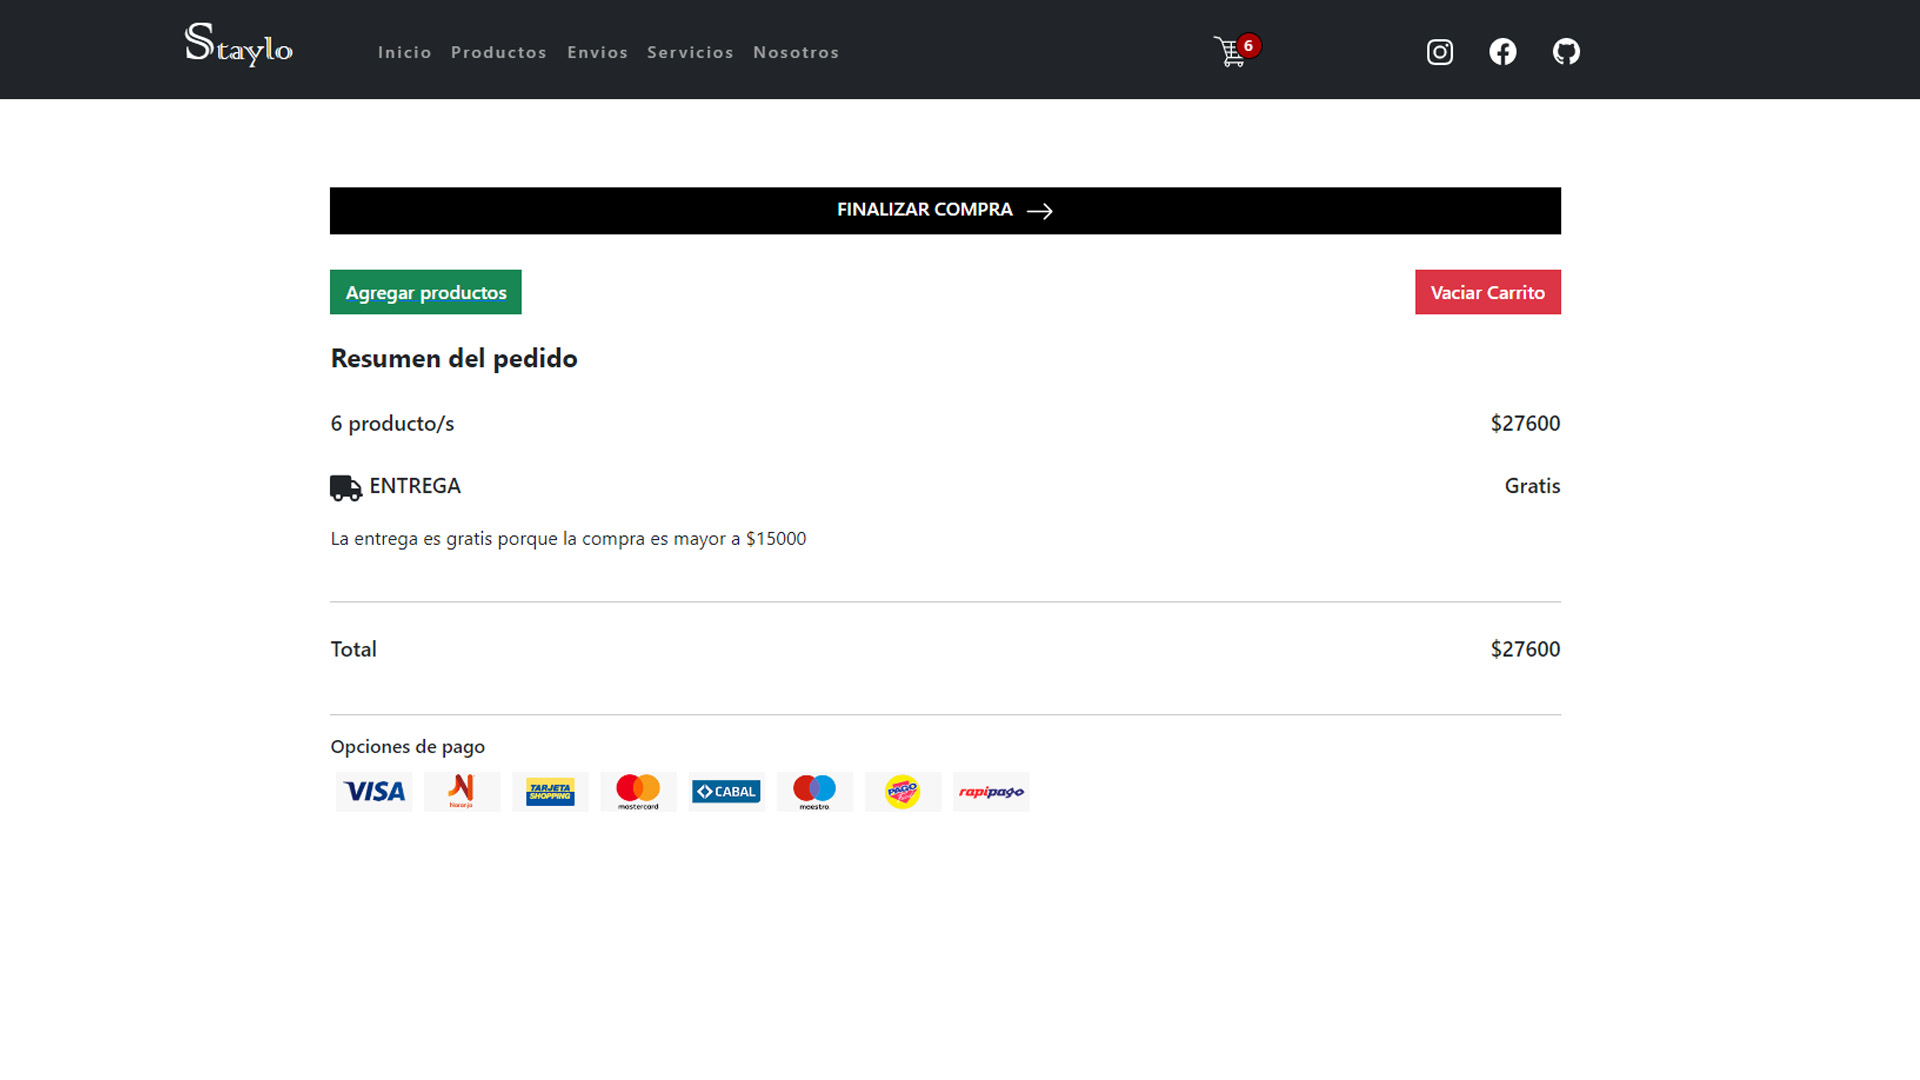 Staylo
Inicio Productos Envios Servicios Nosotros
6
FINALIZAR COMPRA
Agregar productos
Vaciar Carrito
Resumen del pedido
6 producto/s
$27600
ENTREGA
Gratis
La entrega es gratis porque la compra es mayor a $15000
Total
$27600
Opciones de pago
VISA
Naranja
TARJETA
SHOPPING
mastercard
CABAL
maestro
PAGO
rapipago